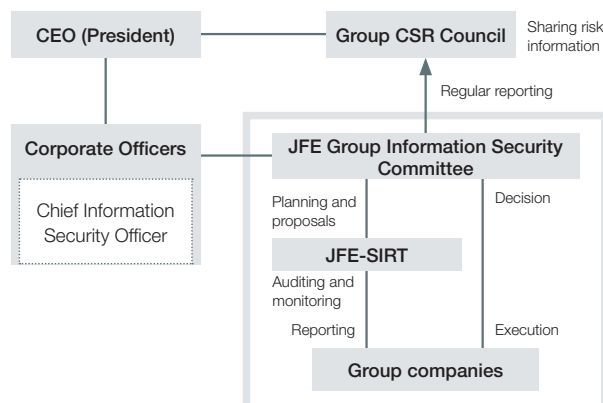 CEO (President)
Group CSR Council
Sharing risk
information
Regular reporting
Corporate Officers
Chief Information
Security Officer
JFE Group Information Security
Committee
Planning and
proposals
Decision
JFE-SIRT
Auditing and
monitoring
Reporting
Execution
Group companies